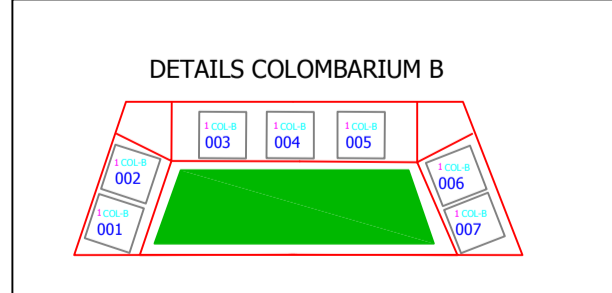 DETAILS COLOMBARIUM B
1 COL-B
003
1 COL-B
004
1 COL-B
005
1 COL-B
002
1 COL-B
006
1 COL-B
001
1 COL-B
007